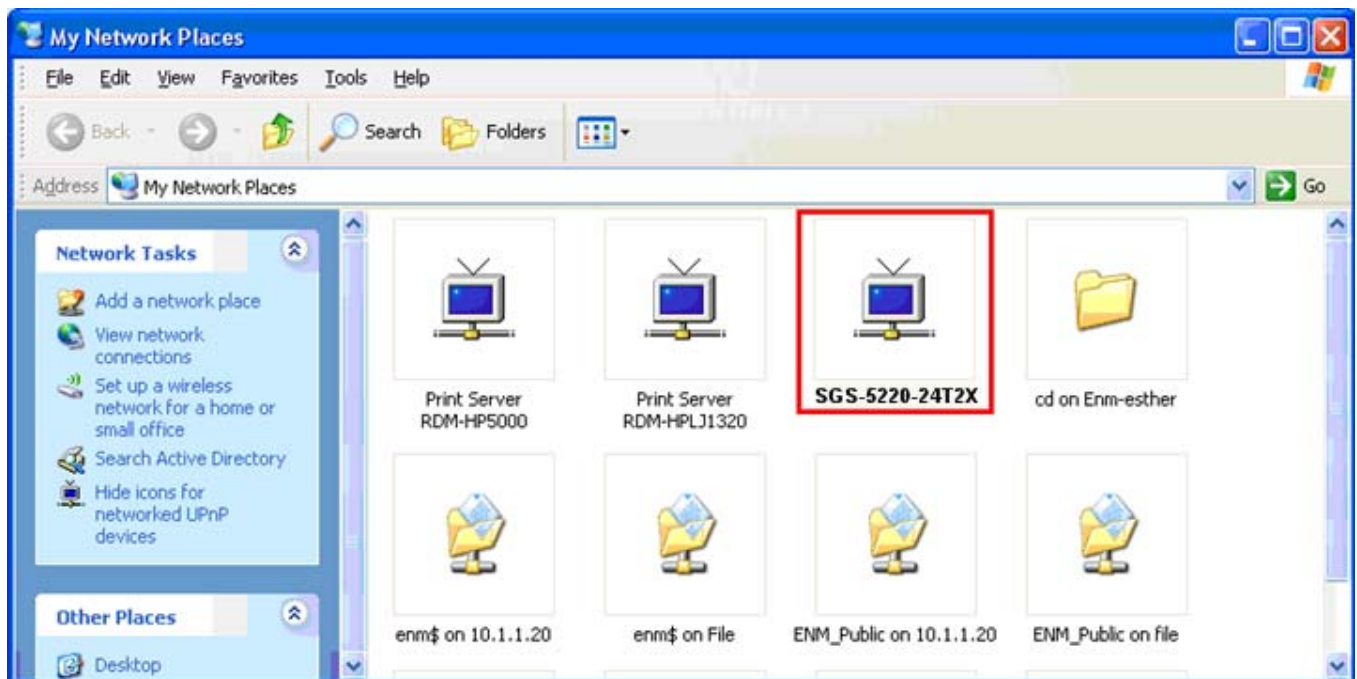 My Network Places
File Edit View Favorites Tools Help
Back Search Folders
Address My Network Places Go
Network Tasks
Add a network place
View network
connections
Set up a wireless
network for a home or
small office
Search Active Directory
Hide icons for
networked UPnP
devices
Other Places
Desktop
Print Server
RDM-HP5000
Print Server
RDM-HPLJ1320
SGS-5220-24T2X
cd on Enm-esther
enm$ on 10.1.1.20
enm$ on File
ENM_Public on 10.1.1.20
ENM_Public on file